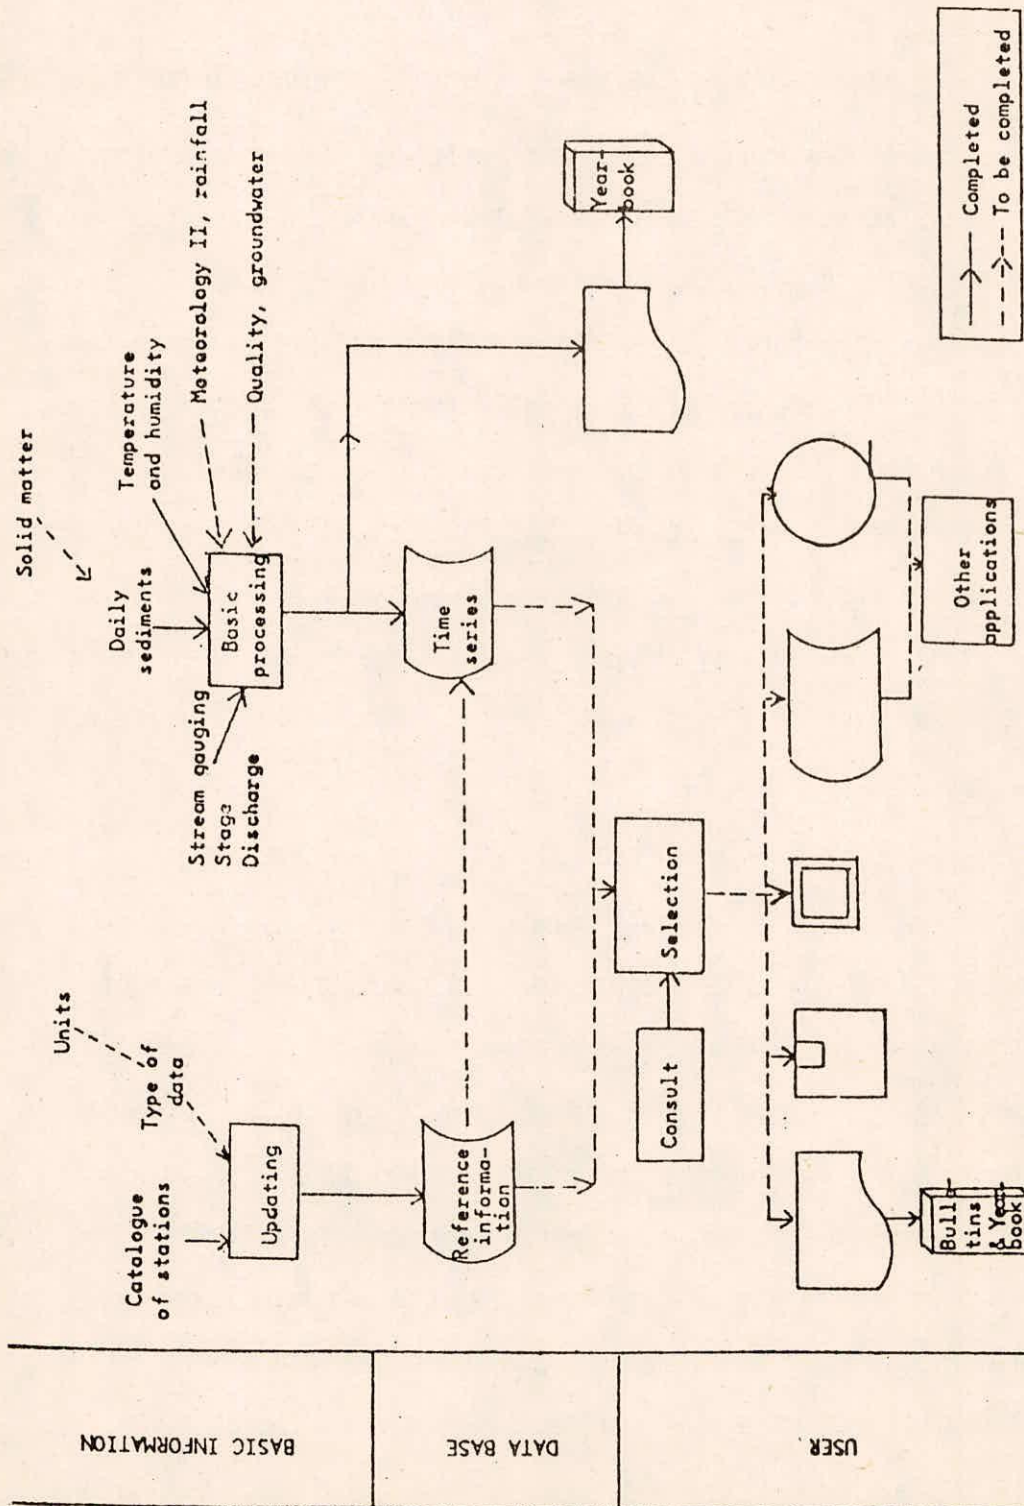 Solid matter
Temperature
and humidity
Meteorology II, rainfall
Quality, groundwater
Daily
sediments
Stream gauging
Stage
Discharge
Basic
processing
Units
Type of
data
Catalogue
of stations
Updating
Time
series
Reference
informa-
tion
Year-
book
Selection
Consult
Other
applications
Bull-
tins
& Year-
book
Completed
To be completed
BASIC INFORMATION
DATA BASE
USER